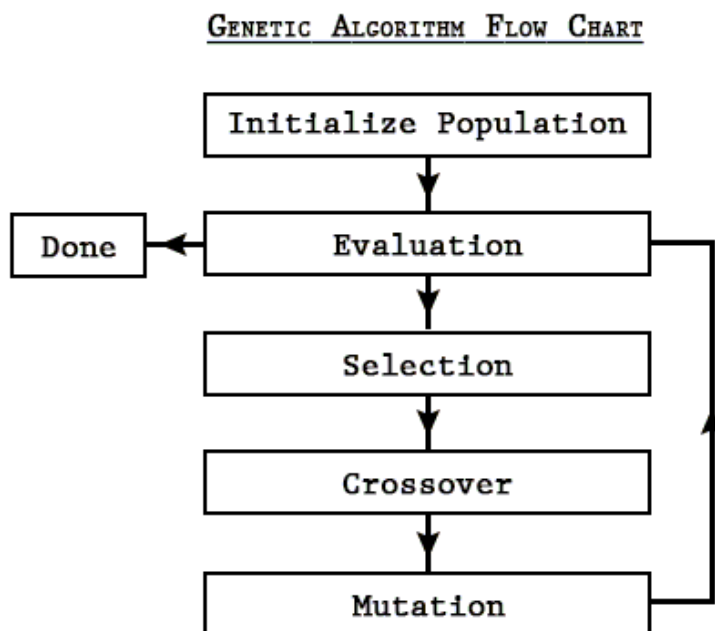 GENETIC ALGORITHM FLOW CHART
Initialize Population
Done
Evaluation
Selection
Crossover
Mutation